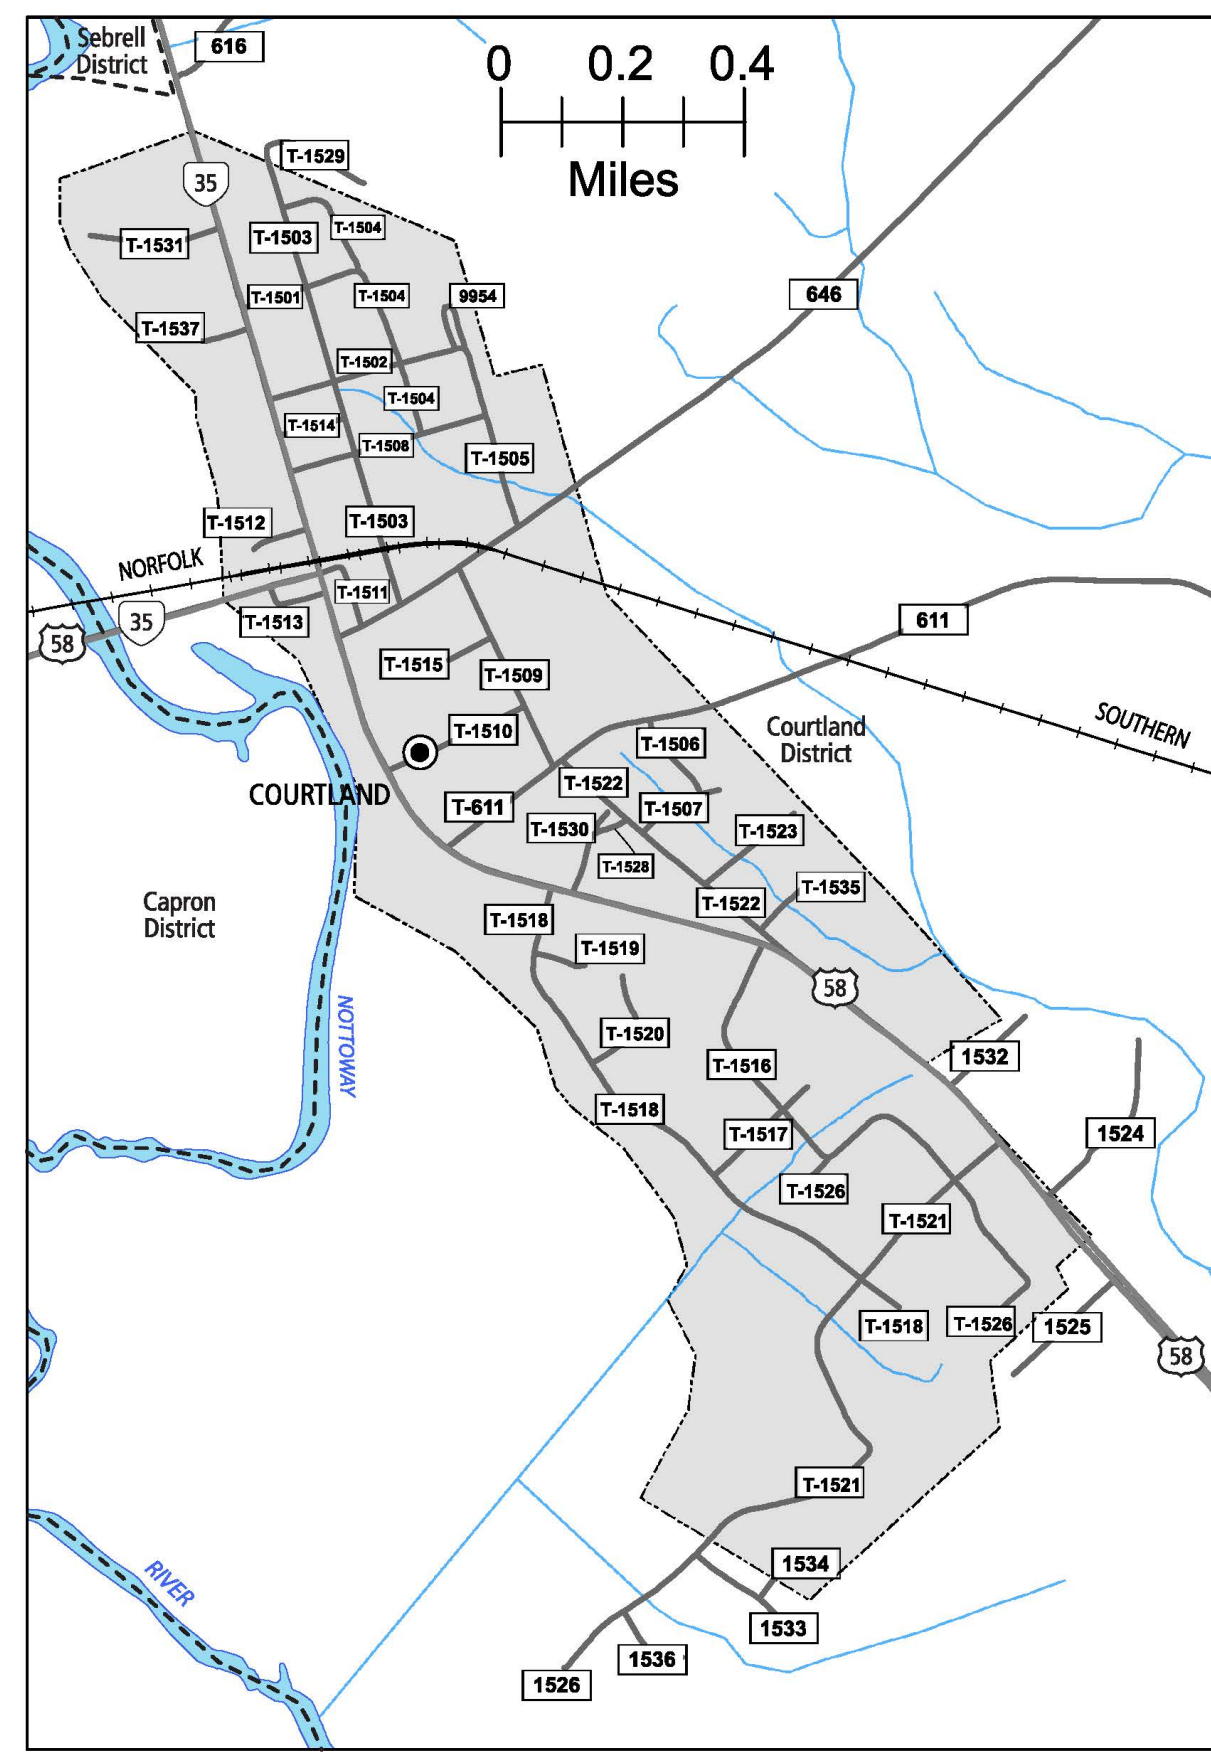 Sebrell
District
616
0 0.2 0.4
Miles
T-1529
35
T-1504
T-1503
T-1531
646
T-1501
T-1504
9954
T-1537
T-1502
T-1504
T-1514
T-1508
T-1505
T-1512
T-1503
NORFOLK
T-1511
35
T-1513
611
58
T-1515
T-1509
SOUTHERN
T-1510
Courtland
District
T-1506
T-1522
COURTLAND
T-611
T-1507
T-1530
T-1523
T-1528
T-1535
T-1522
Capron
District
T-1518
T-1519
58
NOTTOWAY
T-1520
1532
T-1516
T-1518
T-1517
1524
T-1526
T-1521
T-1518
T-1526
1525
58
T-1521
1534
RIVER
1533
1536
1526